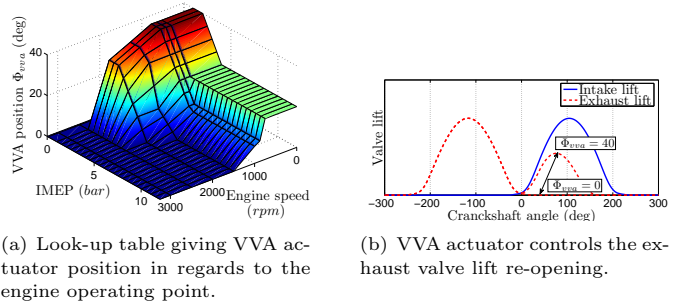 VVA position Φvva (deg)
40
20
0
0
5
10
IMEP (bar)
3000
2000
1000
0
Engine speed
(rpm)
(a) Look-up table giving VVA ac-
tuator position in regards to the
engine operating point.
Valve lift
Intake lift
Exhaust lift
Φvva = 40
Φvva = 0
−300 −200 −100 0 100 200 300
Cranckshaft angle (deg)
(b) VVA actuator controls the ex-
haust valve lift re-opening.